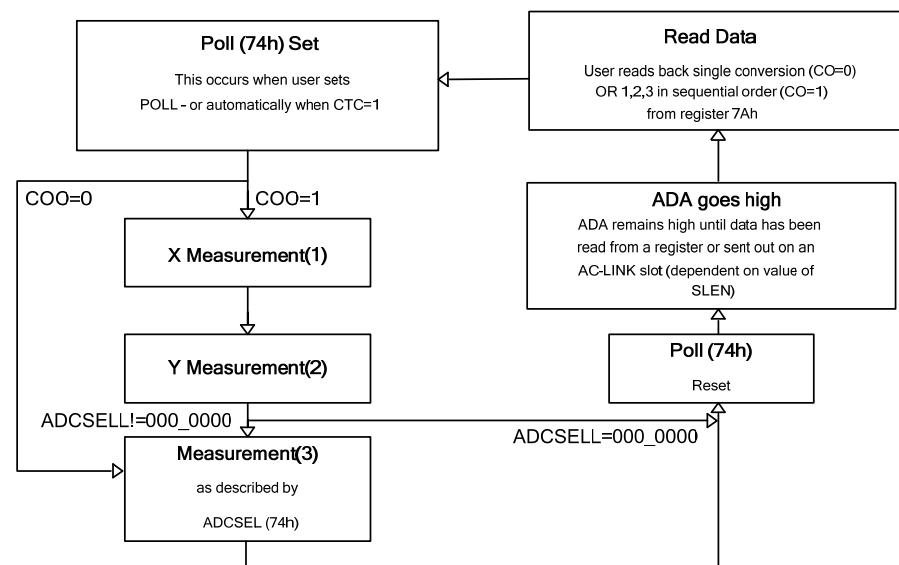 Poll (74h) Set
This occurs when user sets
POLL - or automatically when CTC=1
Read Data
User reads back single conversion (CO=0)
OR 1,2,3 in sequential order (CO=1)
from register 7Ah
COO=0
COO=1
ADA goes high
ADA remains high until data has been
read from a register or sent out on an
AC-LINK slot (dependent on value of
SLEN)
X Measurement(1)
Y Measurement(2)
Poll (74h)
Reset
ADCSELL!=000_0000
ADCSELL=000_0000
Measurement(3)
as described by
ADCSEL (74h)